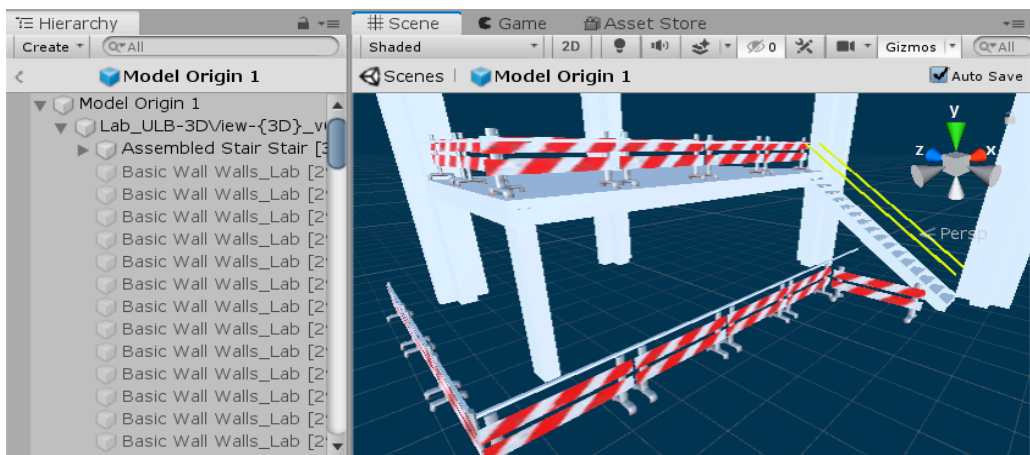 Hierarchy
Create
All
Model Origin 1
Model Origin 1
Lab_ULB-3DView-{3D}_v
Assembled Stair Stair [3
Basic Wall Walls_Lab [2
Basic Wall Walls_Lab [2
Basic Wall Walls_Lab [2
Basic Wall Walls_Lab [2
Basic Wall Walls_Lab [2
Basic Wall Walls_Lab [2
Basic Wall Walls_Lab [2
Basic Wall Walls_Lab [2
Basic Wall Walls_Lab [2
Basic Wall Walls_Lab [2
Basic Wall Walls_Lab [2
Basic Wall Walls_Lab [2
Basic Wall Walls_Lab [2
Scene Game Asset Store
Shaded 2D 0 Gizmos All
Scenes Model Origin 1 Auto Save
y
z x
Persp